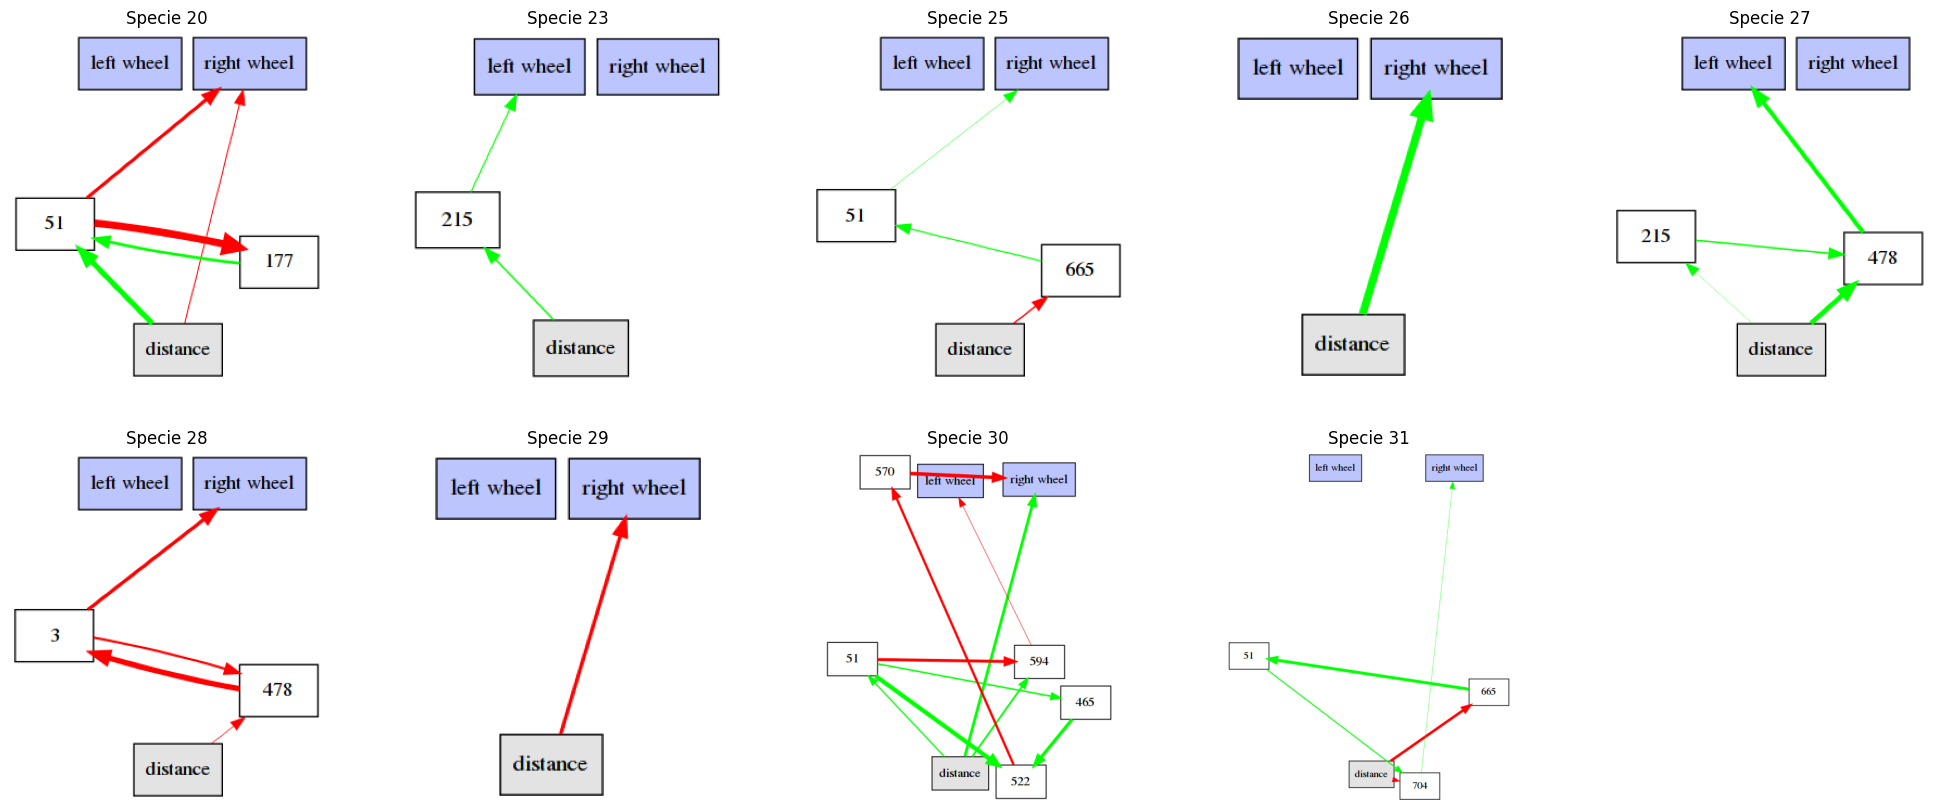 Specie 20
left wheel
right wheel
51
177
distance
Specie 23
left wheel
right wheel
215
distance
Specie 25
left wheel
right wheel
51
665
distance
Specie 26
left wheel
right wheel
distance
Specie 27
left wheel
right wheel
215
478
distance
Specie 28
left wheel
right wheel
3
478
distance
Specie 29
left wheel
right wheel
distance
Specie 30
570
left wheel
right wheel
51
594
465
distance
522
Specie 31
left wheel
right wheel
51
665
distance
704